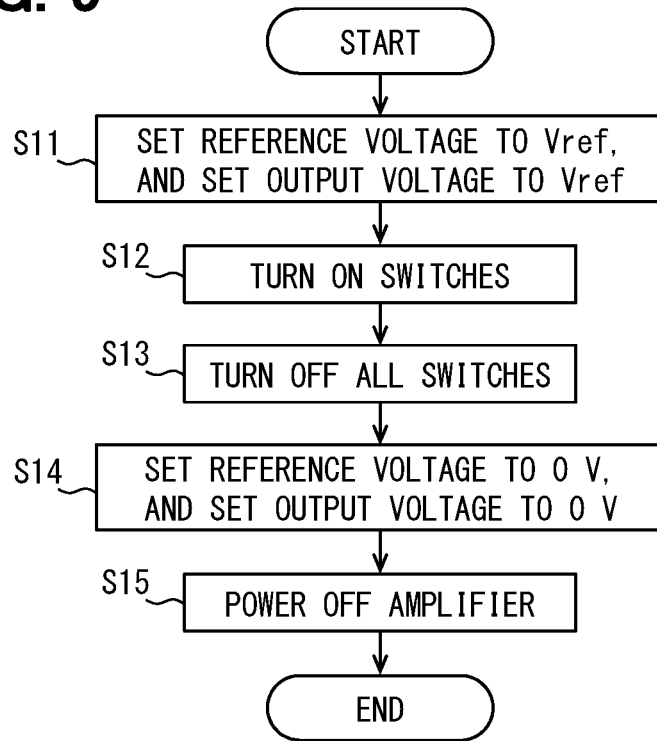 START
S11
SET REFERENCE VOLTAGE TO Vref,
AND SET OUTPUT VOLTAGE TO Vref
S12
TURN ON SWITCHES
S13
TURN OFF ALL SWITCHES
S14
SET REFERENCE VOLTAGE TO 0 V,
AND SET OUTPUT VOLTAGE TO 0 V
S15
POWER OFF AMPLIFIER
END